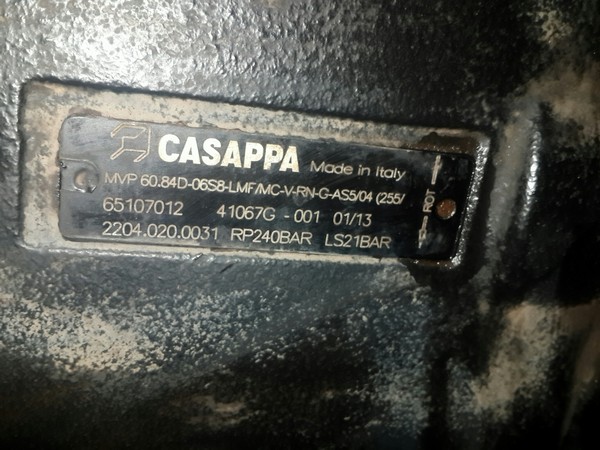 CASAPPA Made in Italy
MVP 60.84D-06S8-LMF/MC-V-RN-G-AS5/04 (255/
65107012 41067G - 001 01/13
2204.020.0031 RP240BAR LS21BAR
ROT